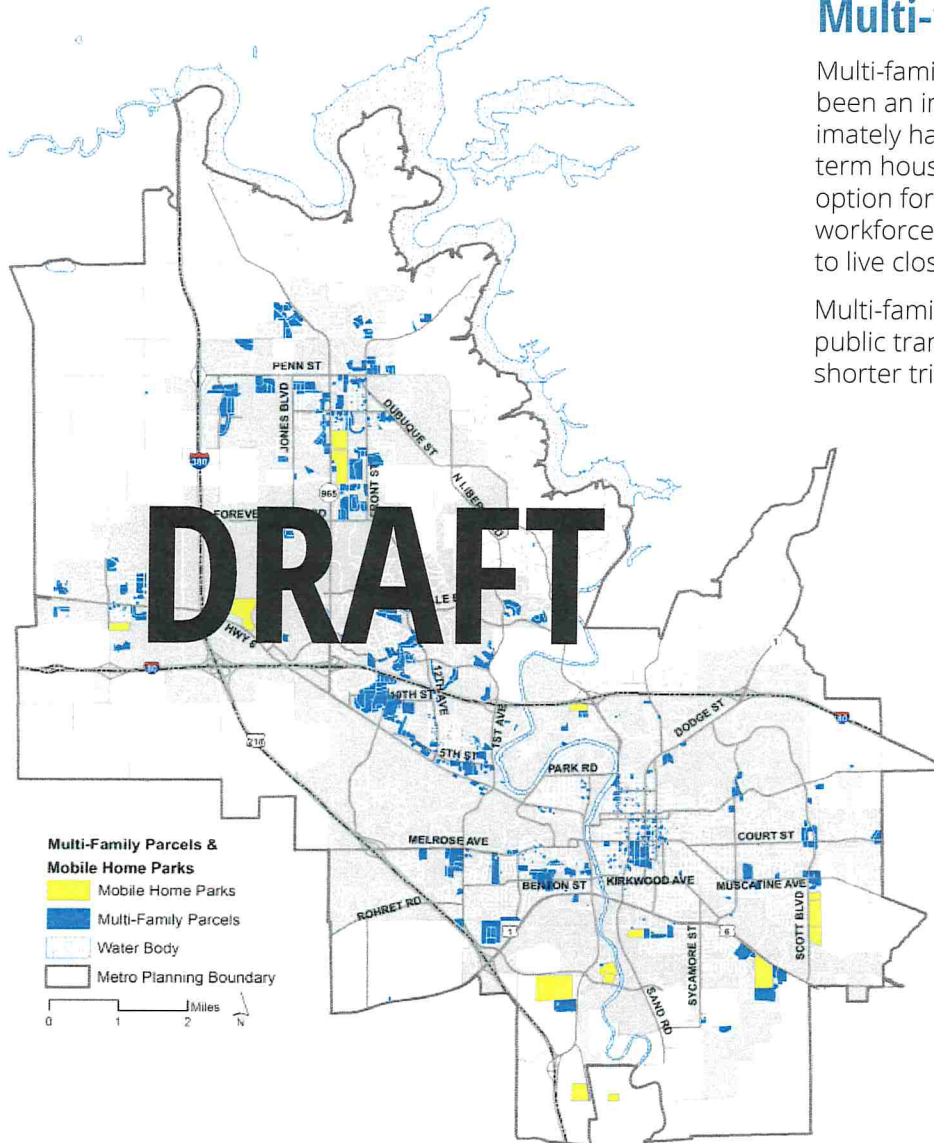 Multi-
Multi-fami
been an in
imately ha
term hous
option for
workforce
to live clos
Multi-fami
public tran
shorter tri
PENN ST
JONES BLVD
DUBUQUE ST
380
965
RONT ST
N LIBER
FOREVE
D
DRAFT
LE
HWY 6
80
12TH AVE
10TH ST
1ST AVE
DODGE ST
80
218
5TH ST
PARK RD
MELROSE AVE
COURT ST
BENTON ST
KIRKWOOD AVE
MUSCATINE AVE
ROHRET RD
1
6
SCOTT BLVD
SYCAMORE ST
SAND RD
Multi-Family Parcels &
Mobile Home Parks
Mobile Home Parks
Multi-Family Parcels
Water Body
Metro Planning Boundary
Miles
0 1 2 N